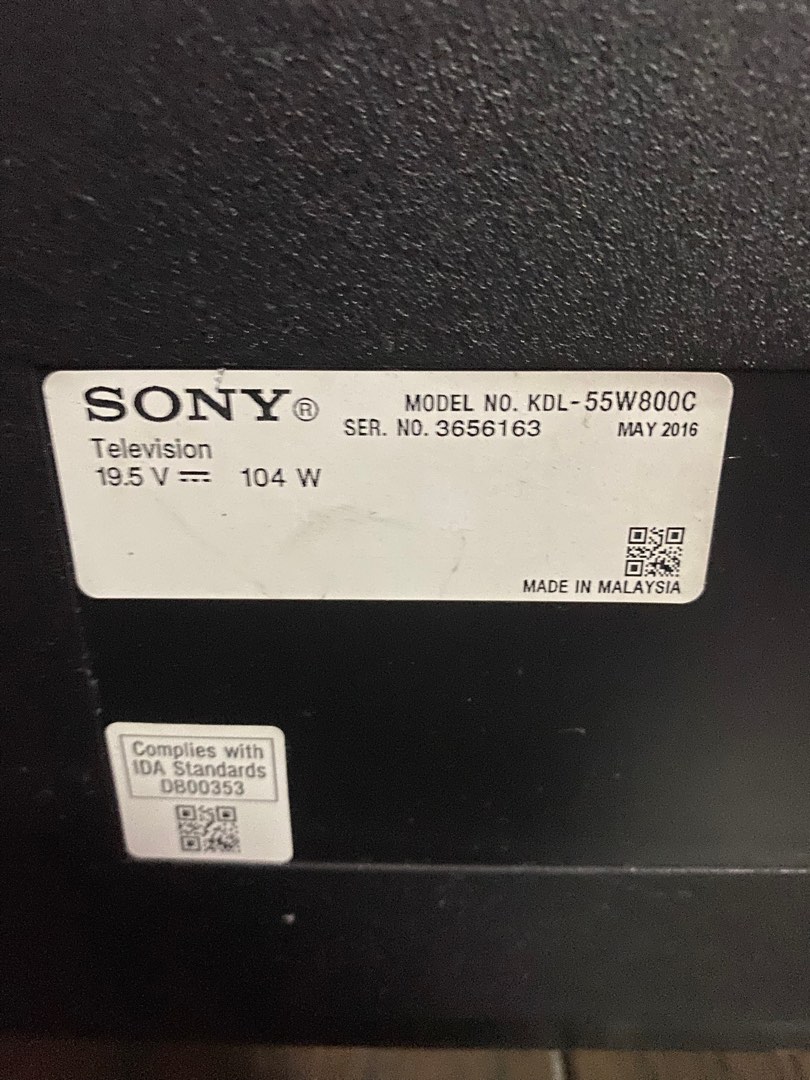 SONY® MODEL NO. KDL-55W800C
SER. NO. 3656163 MAY 2016
Television
19.5 V ⎓ 104 W
MADE IN MALAYSIA
Complies with
IDA Standards
DB00353